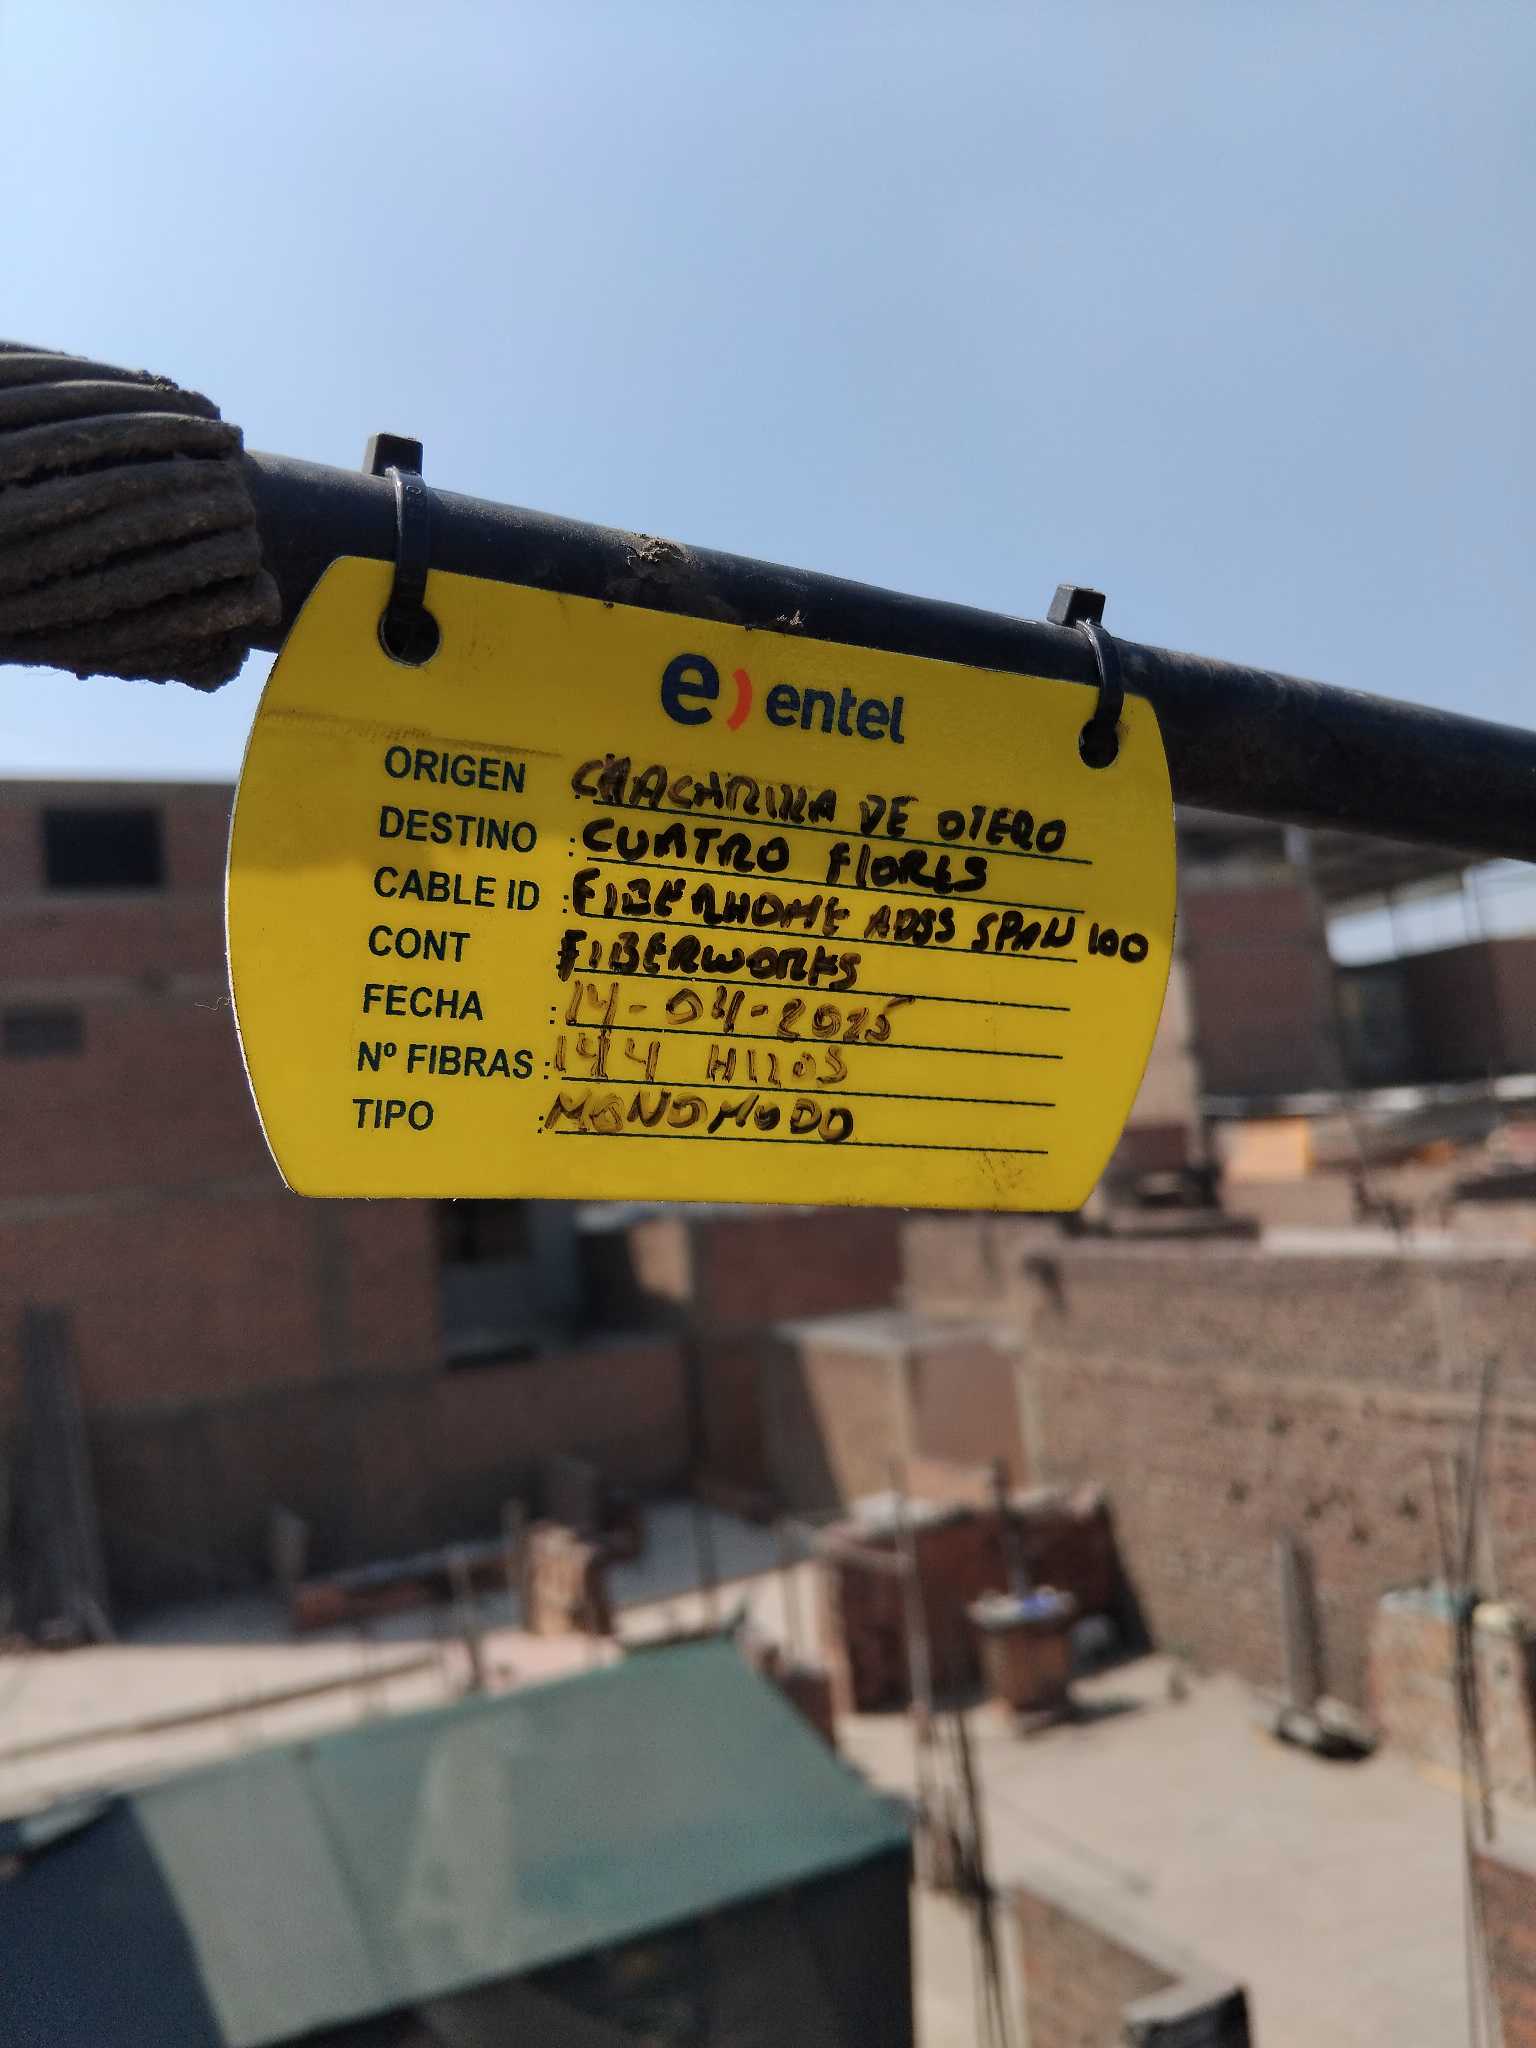 e) entel
ORIGEN : CHACARILLA DE OTERO
DESTINO : CUATRO FlORES
CABLE ID : FIBERHOME ADSS SPAN 100
CONT FIBERWORKS
FECHA : 14-04-2025
Nº FIBRAS : 144 HILOS
TIPO : MONOMODO